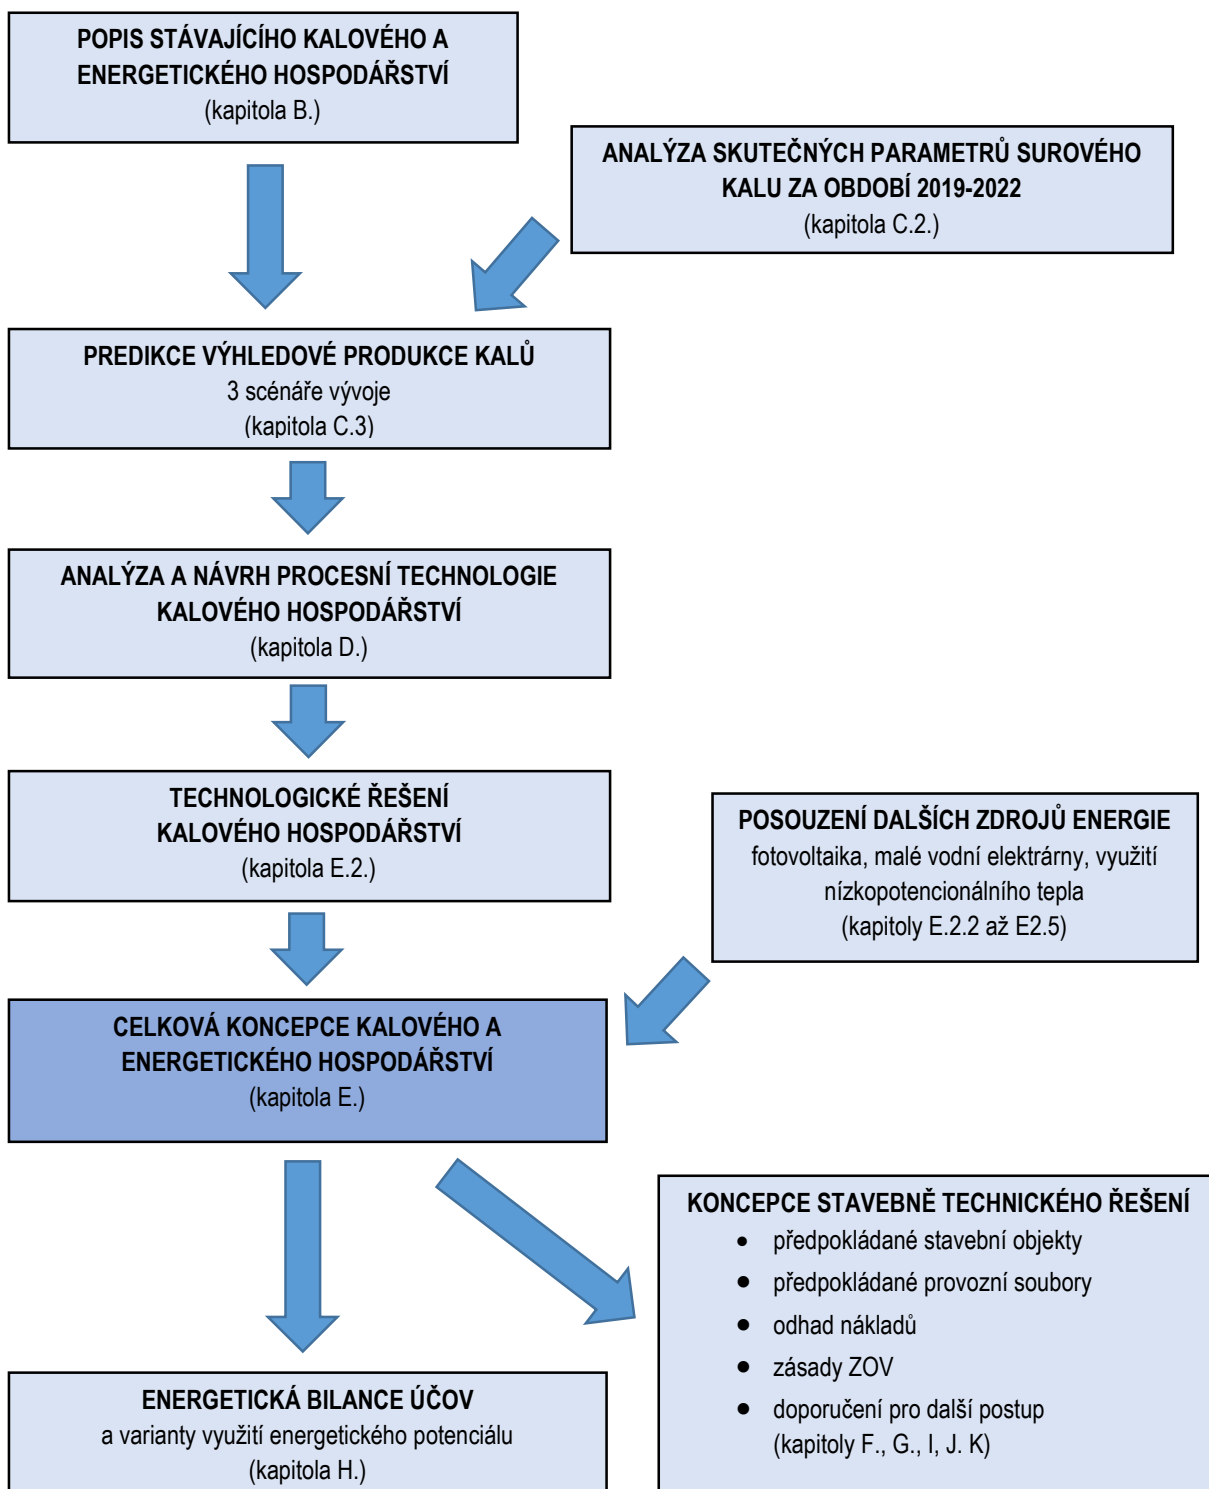 POPIS STÁVAJÍCÍHO KALOVÉHO A
ENERGETICKÉHO HOSPODÁŘSTVÍ
(kapitola B.)
ANALÝZA SKUTEČNÝCH PARAMETRŮ SUROVÉHO
KALU ZA OBDOBÍ 2019-2022
(kapitola C.2.)
PREDIKCE VÝHLEDOVÉ PRODUKCE KALŮ
3 scénáře vývoje
(kapitola C.3)
ANALÝZA A NÁVRH PROCESNÍ TECHNOLOGIE
KALOVÉHO HOSPODÁŘSTVÍ
(kapitola D.)
TECHNOLOGICKÉ ŘEŠENÍ
KALOVÉHO HOSPODÁŘSTVÍ
(kapitola E.2.)
POSOUZENÍ DALŠÍCH ZDROJŮ ENERGIE
fotovoltaika, malé vodní elektrárny, využití
nízkopotencionálního tepla
(kapitoly E.2.2 až E2.5)
CELKOVÁ KONCEPCE KALOVÉHO A
ENERGETICKÉHO HOSPODÁŘSTVÍ
(kapitola E.)
KONCEPCE STAVEBNĚ TECHNICKÉHO ŘEŠENÍ
• předpokládané stavební objekty
• předpokládané provozní soubory
• odhad nákladů
• zásady ZOV
• doporučení pro další postup
(kapitoly F., G., I, J. K)
ENERGETICKÁ BILANCE ÚČOV
a varianty využití energetického potenciálu
(kapitola H.)